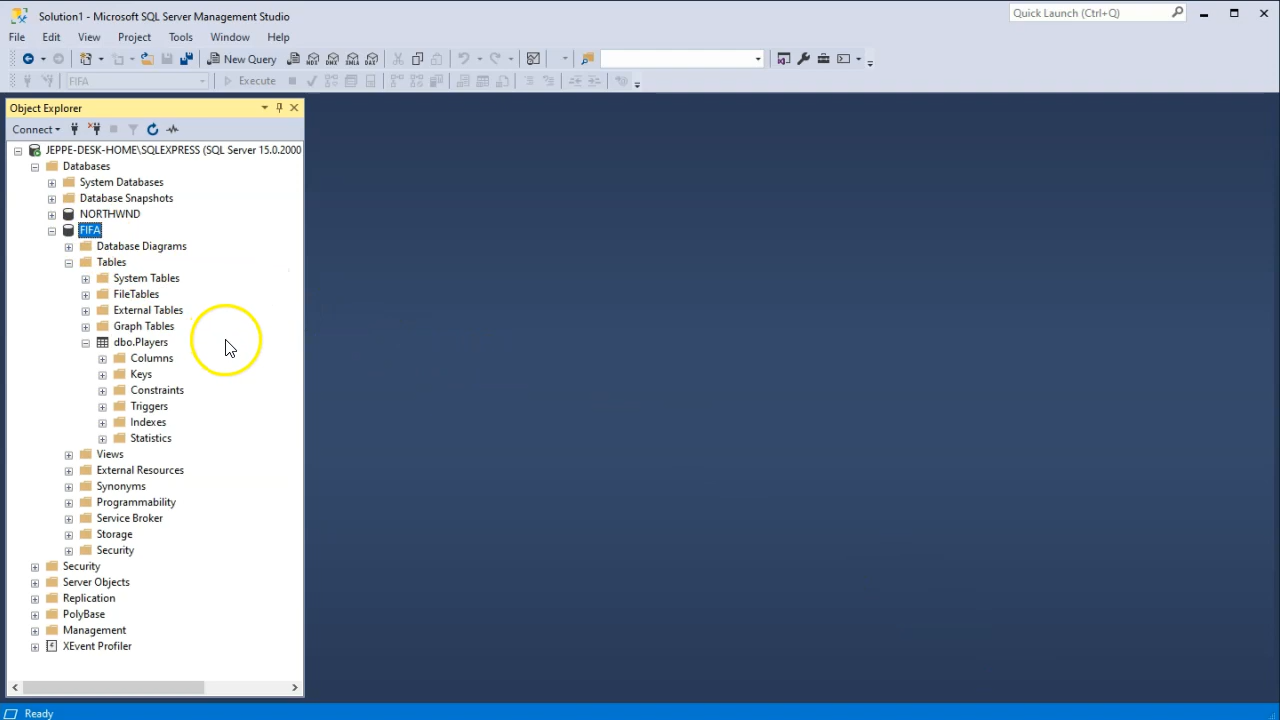 Solution1 - Microsoft SQL Server Management Studio
Quick Launch (Ctrl+Q)
File Edit View Project Tools Window Help
New Query
FIFA Execute
Object Explorer
Connect
JEPPE-DESK-HOME\SQLEXPRESS (SQL Server 15.0.2000
Databases
System Databases
Database Snapshots
NORTHWND
FIFA
Database Diagrams
Tables
System Tables
FileTables
External Tables
Graph Tables
dbo.Players
Columns
Keys
Constraints
Triggers
Indexes
Statistics
Views
External Resources
Synonyms
Programmability
Service Broker
Storage
Security
Security
Server Objects
Replication
PolyBase
Management
XEvent Profiler
Ready